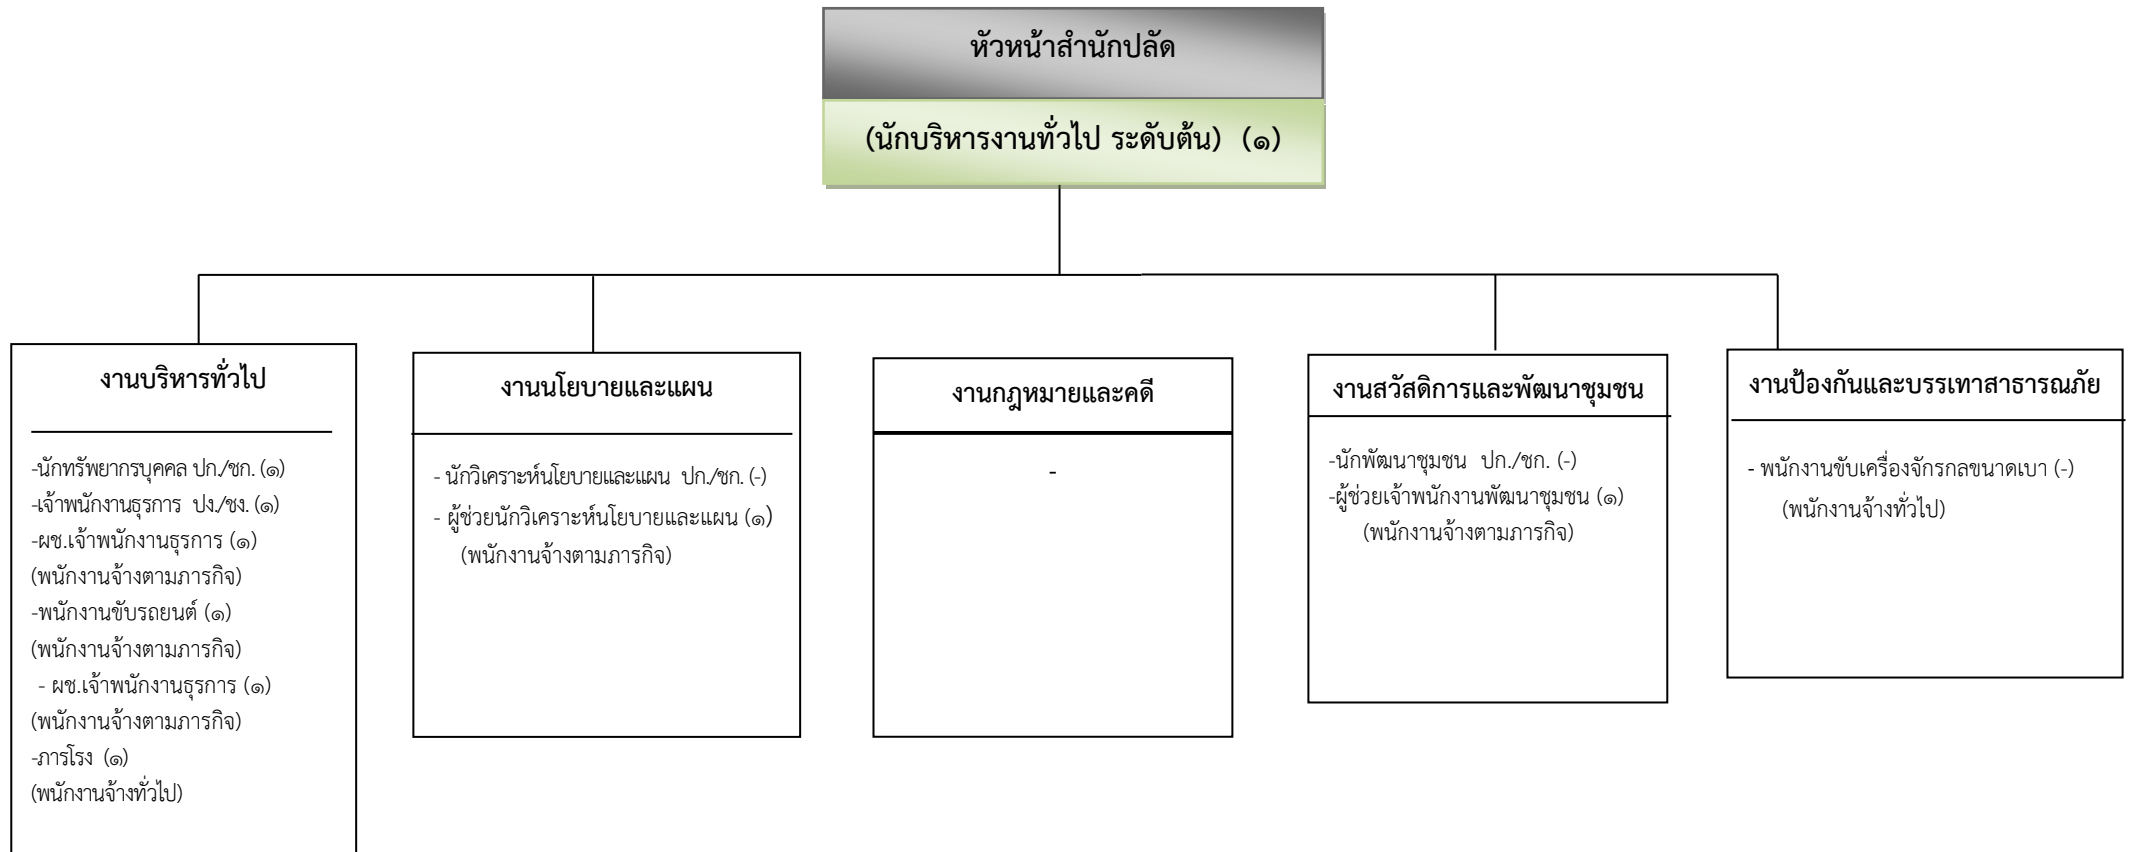 หัวหน้าสำนักปลัด
(นักบริหารงานทั่วไป ระดับต้น) (๑)
งานบริหารทั่วไป
-นักทรัพยากรบุคคล ปก./ชก. (๑)
-เจ้าพนักงานธุรการ ปง./ชง. (๑)
-ผช.เจ้าพนักงานธุรการ (๑)
(พนักงานจ้างตามภารกิจ)
-พนักงานขับรถยนต์ (๑)
(พนักงานจ้างตามภารกิจ)
- ผช.เจ้าพนักงานธุรการ (๑)
(พนักงานจ้างตามภารกิจ)
-ภารโรง (๑)
(พนักงานจ้างทั่วไป)
งานนโยบายและแผน
- นักวิเคราะห์นโยบายและแผน ปก./ชก. (-)
- ผู้ช่วยนักวิเคราะห์นโยบายและแผน (๑)
(พนักงานจ้างตามภารกิจ)
งานกฎหมายและคดี
-
งานสวัสดิการและพัฒนาชุมชน
-นักพัฒนาชุมชน ปก./ชก. (-)
-ผู้ช่วยเจ้าพนักงานพัฒนาชุมชน (๑)
(พนักงานจ้างตามภารกิจ)
งานป้องกันและบรรเทาสาธารณภัย
- พนักงานขับเครื่องจักรกลขนาดเบา (-)
(พนักงานจ้างทั่วไป)